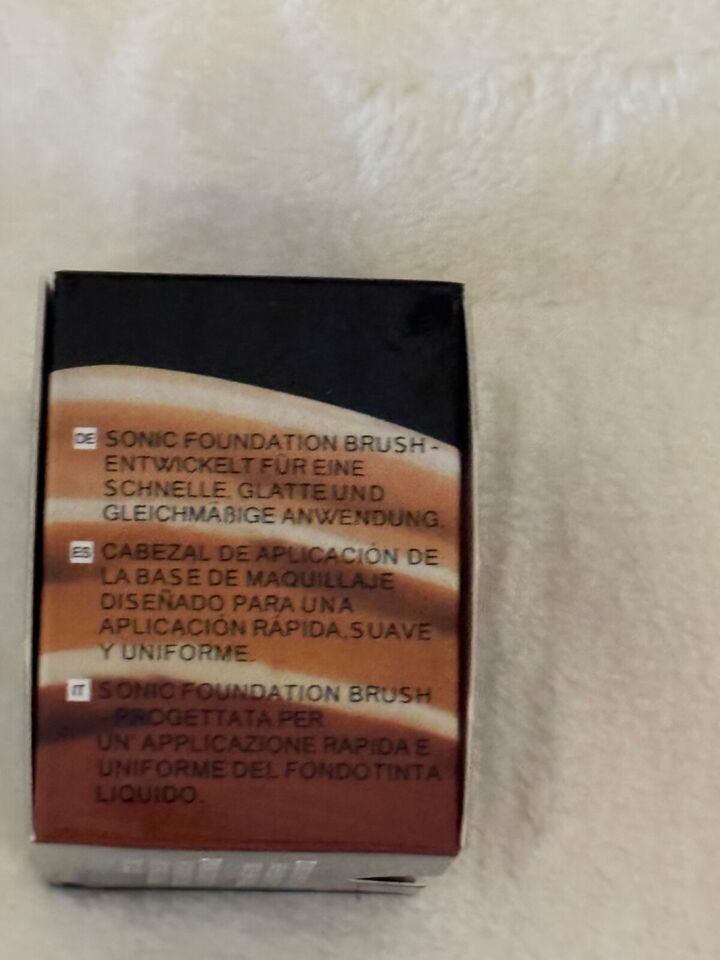 DE SONIC FOUNDATION BRUSH -
ENTWICKELT FÜR EINE
SCHNELLE, GLATTE UND
GLEICHMÄßIGE ANWENDUNG.
ES CABEZAL DE APLICACIÓN DE
LA BASE DE MAQUILLAJE
DISEÑADO PARA UNA
APLICACIÓN RÁPIDA, SUAVE
Y UNIFORME.
IT SONIC FOUNDATION BRUSH
- PROGETTATA PER
UN' APPLICAZIONE RAPIDA E
UNIFORME DEL FONDOTINTA
LIQUIDO.